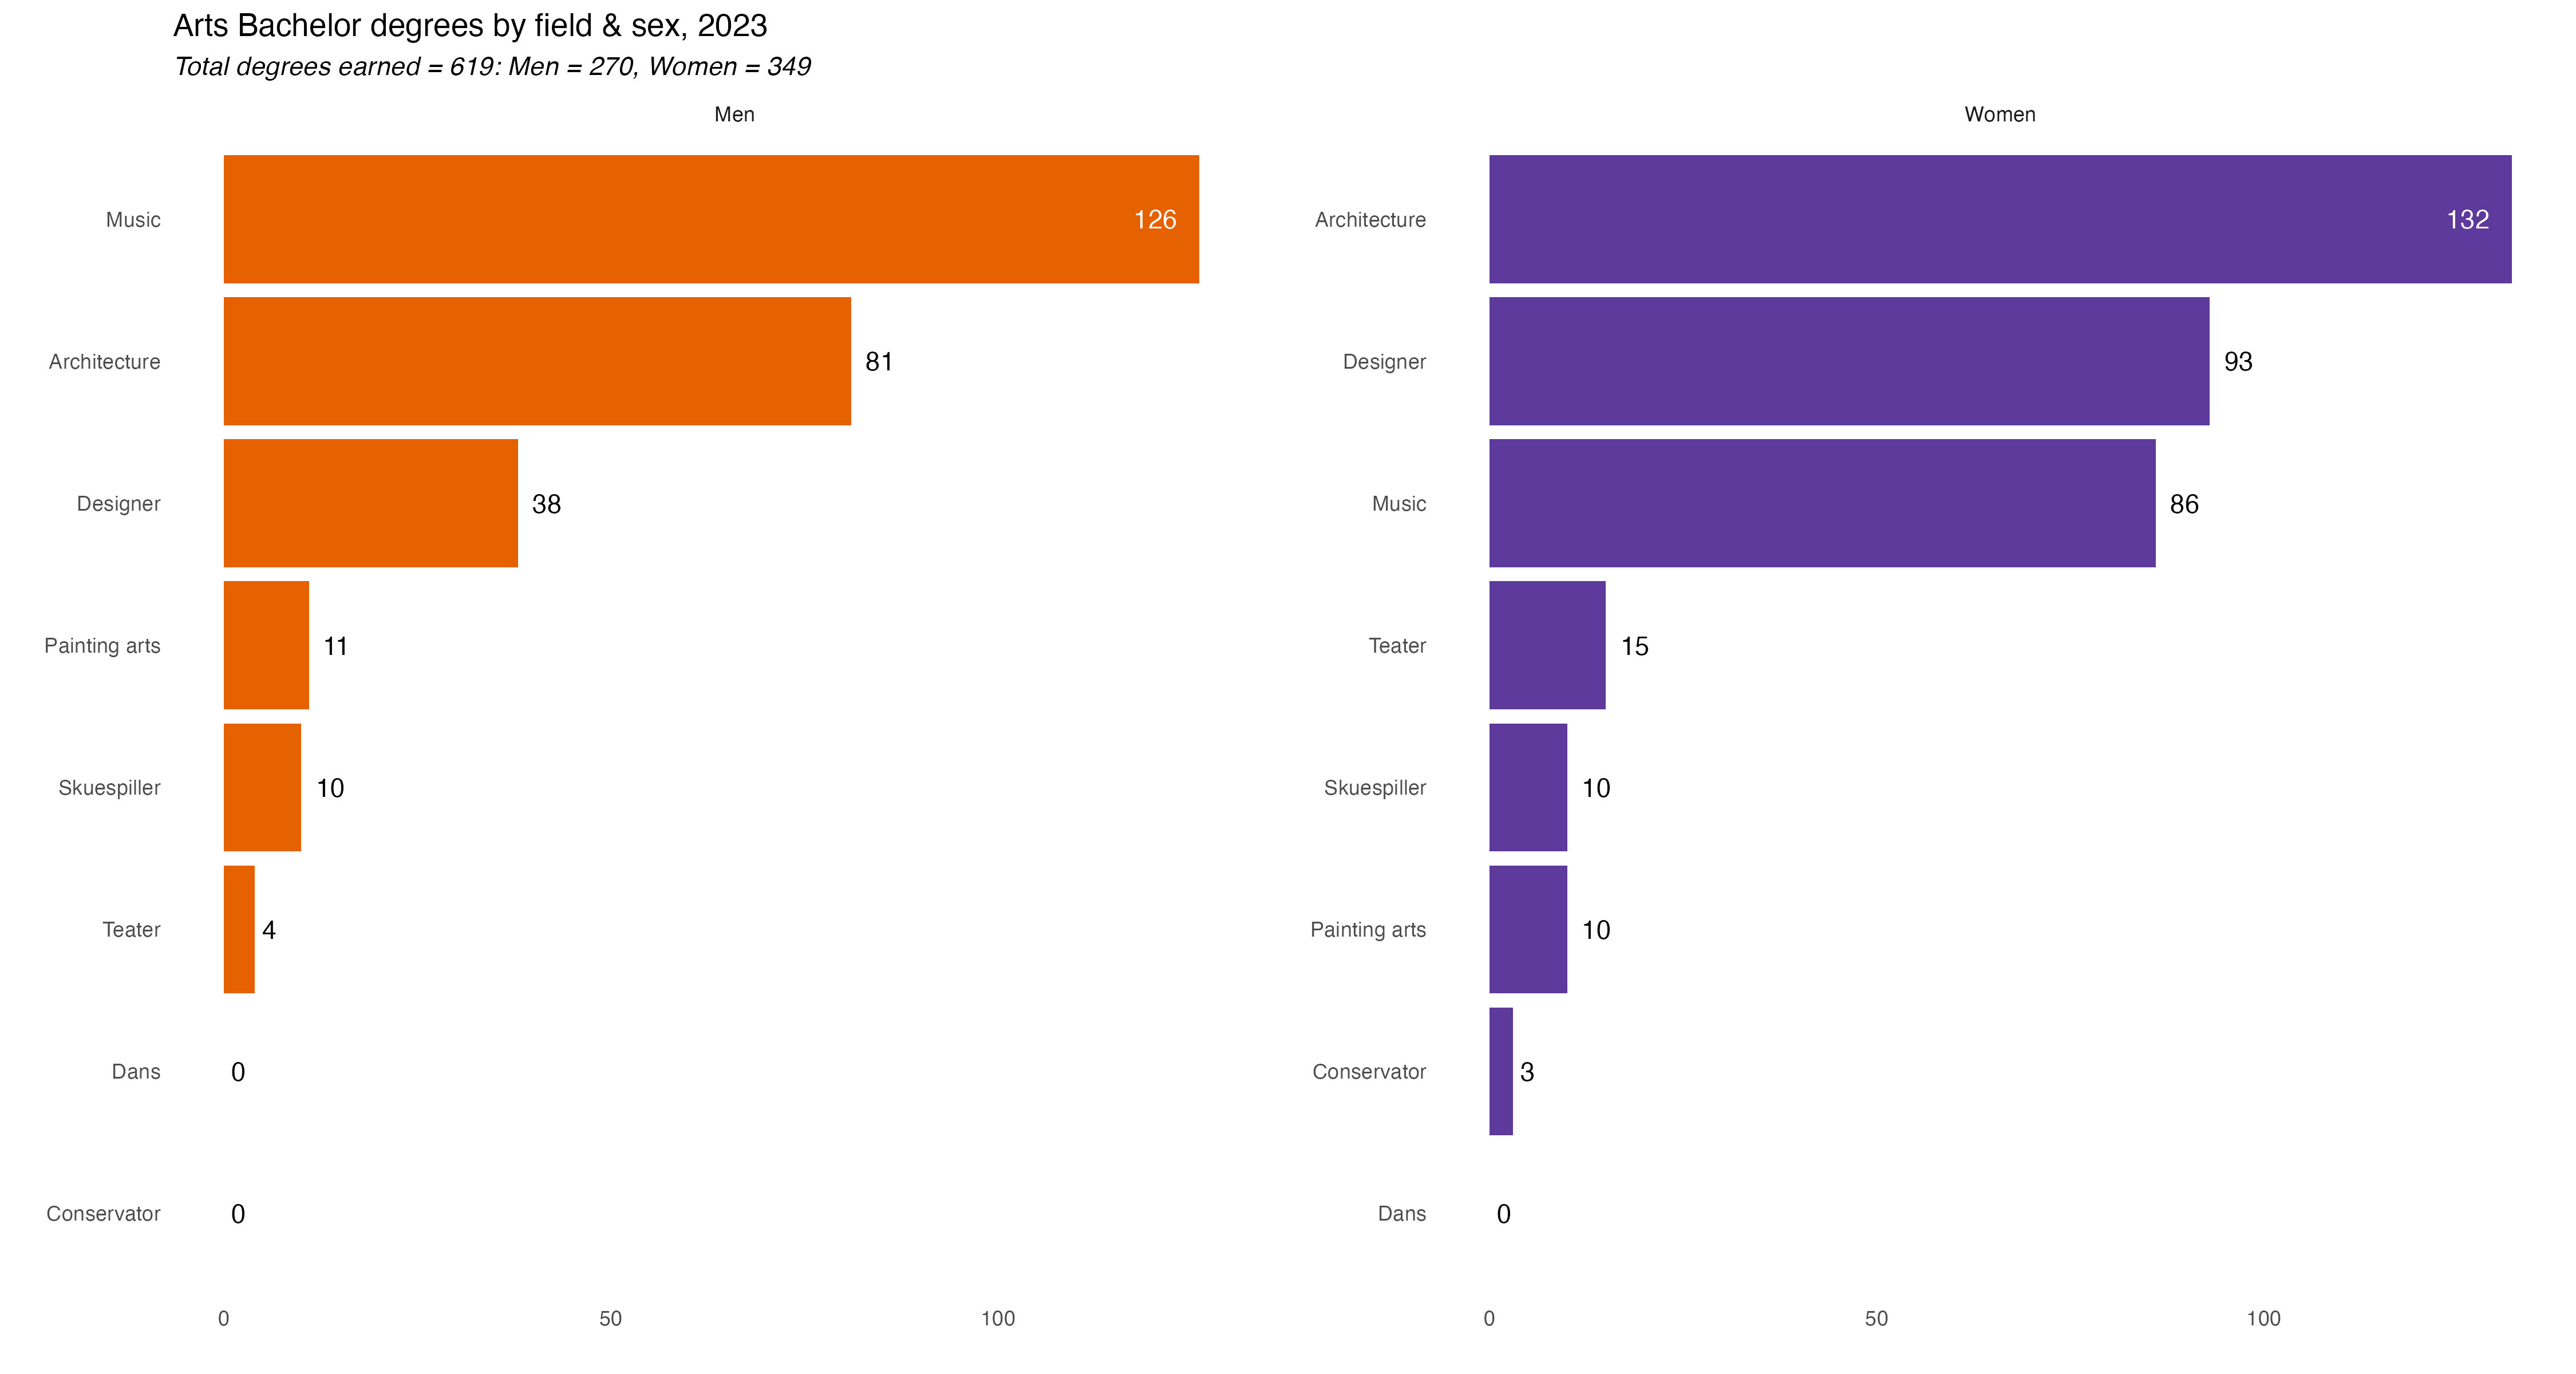 Arts Bachelor degrees by field & sex, 2023
Total degrees earned = 619: Men = 270, Women = 349
Men
Music 126
Architecture 81
Designer 38
Painting arts 11
Skuespiller 10
Teater 4
Dans 0
Conservator 0
0 50 100
Women
Architecture 132
Designer 93
Music 86
Teater 15
Skuespiller 10
Painting arts 10
Conservator 3
Dans 0
0 50 100